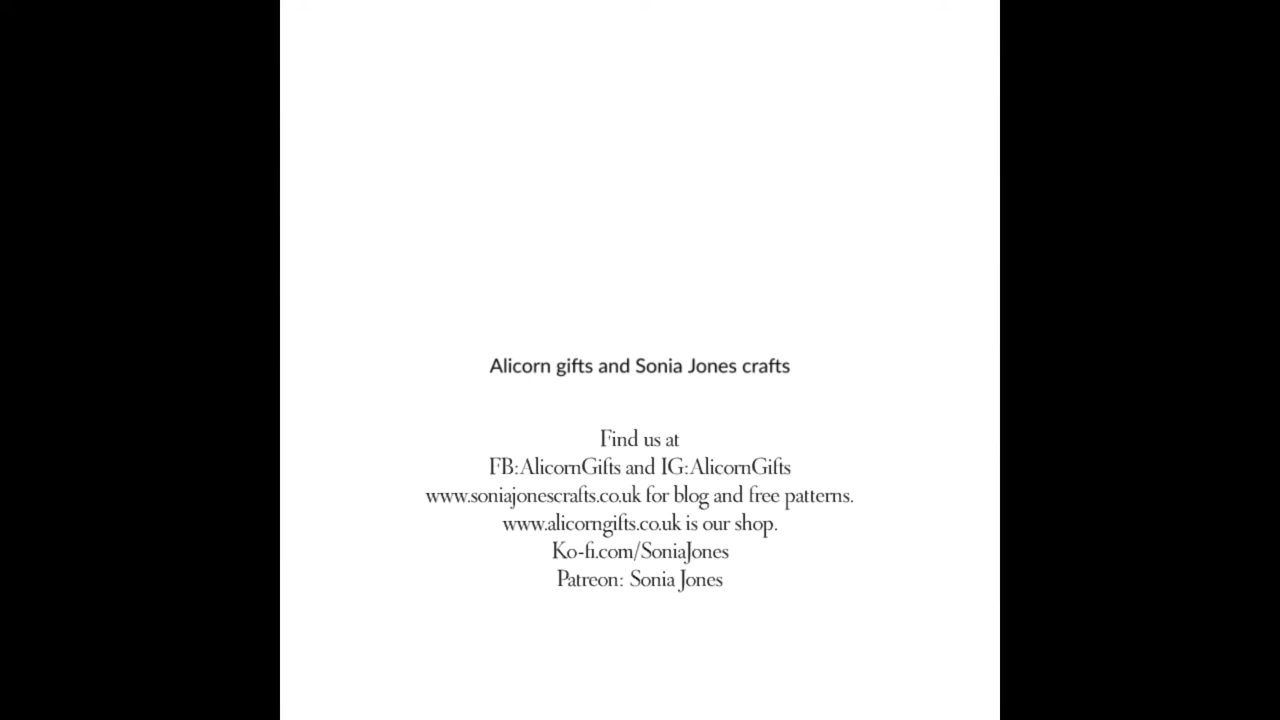 Alicorn gifts and Sonia Jones crafts
Find us at
FB:AlicornGifts and IG:AlicornGifts
www.soniajonescrafts.co.uk for blog and free patterns.
www.alicorngifts.co.uk is our shop.
Ko-fi.com/SoniaJones
Patreon: Sonia Jones